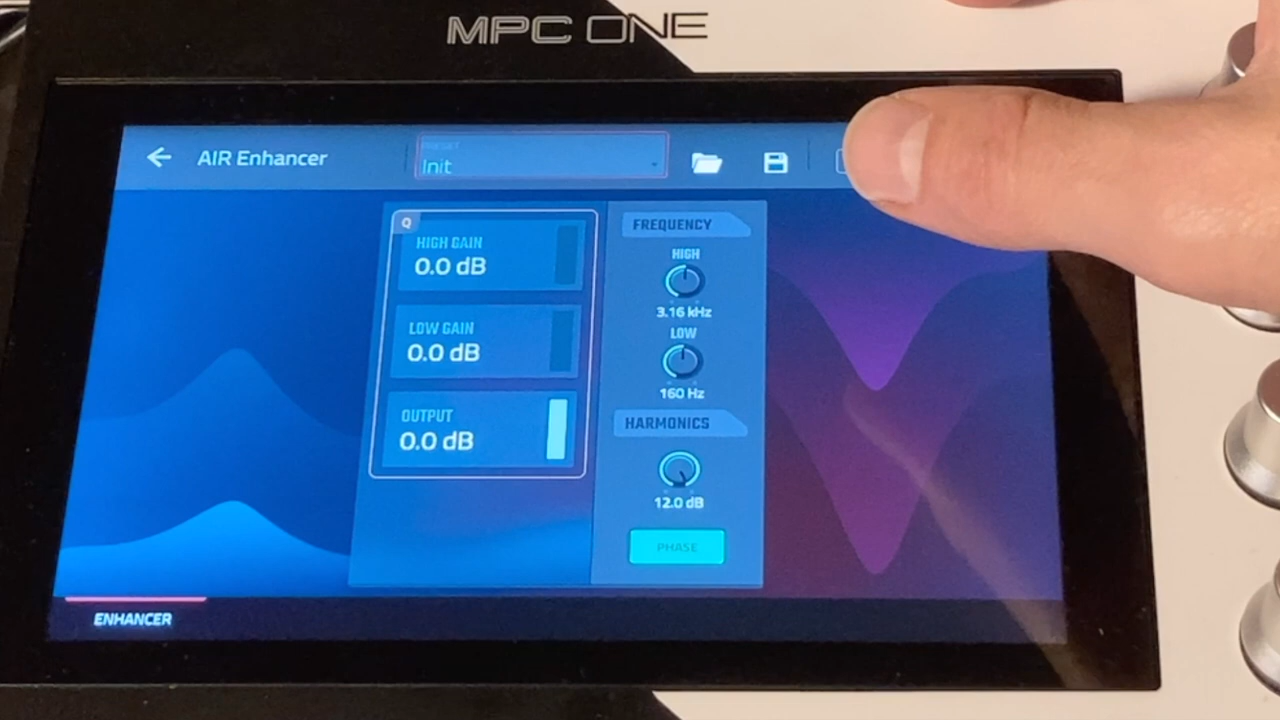 MPC ONE
AIR Enhancer
PRESET
Init
Q
HIGH GAIN
0.0 dB
LOW GAIN
0.0 dB
OUTPUT
0.0 dB
FREQUENCY
HIGH
3.16 kHz
LOW
160 Hz
HARMONICS
12.0 dB
PHASE
ENHANCER